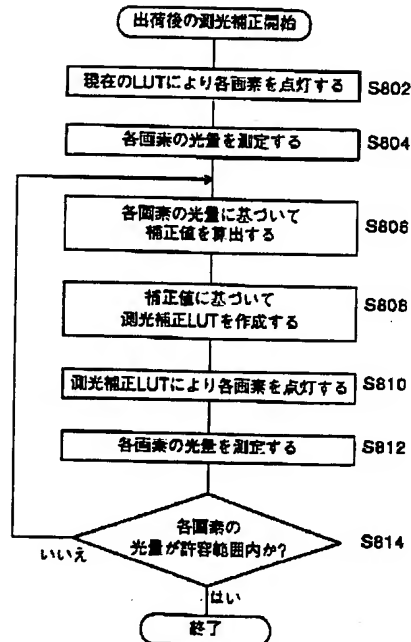 出荷後の測光補正開始
現在のLUTにより各画素を点灯する
S802
各画素の光量を測定する
S804
各画素の光量に基づいて
補正値を算出する
S806
補正値に基づいて
測光補正LUTを作成する
S808
測光補正LUTにより各画素を点灯する
S810
各画素の光量を測定する
S812
各画素の
光量が許容範囲内か?
S814
いいえ
はい
終了